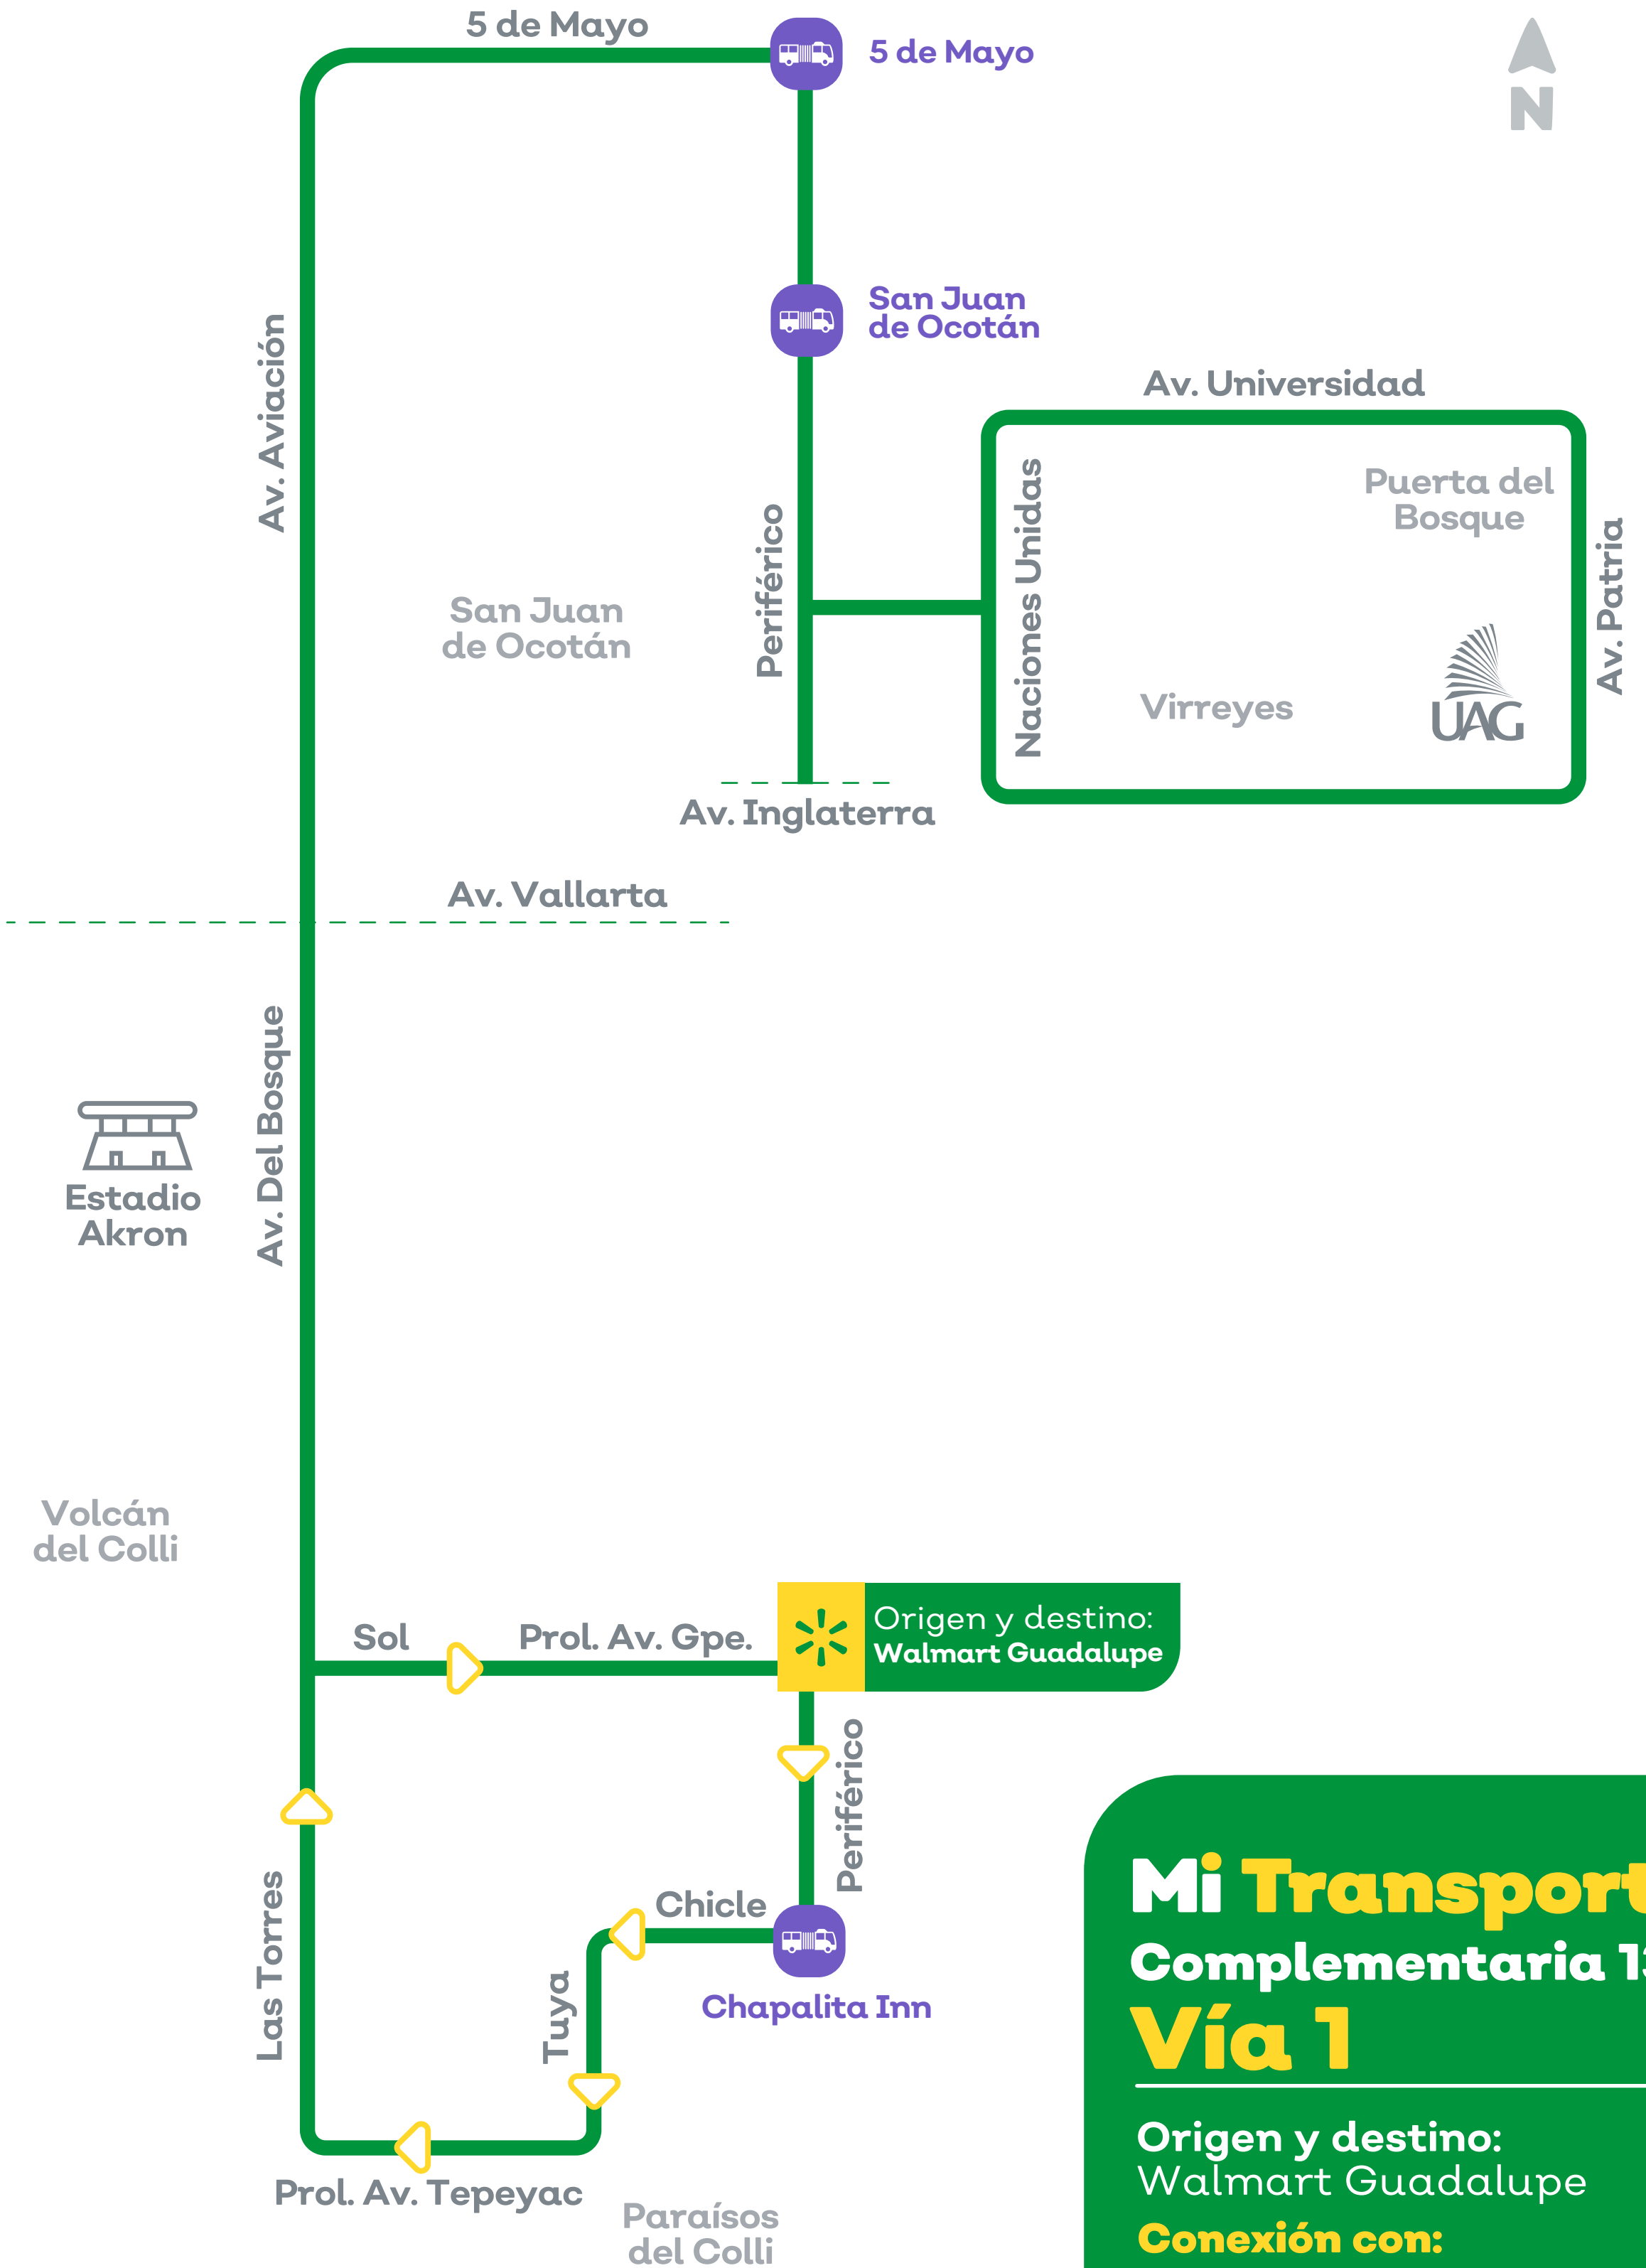 5 de Mayo
5 de Mayo
N
San Juan
de Ocotán
Av. Aviación
Av. Universidad
Periférico
Naciones Unidas
Puerta del
Bosque
Av. Patria
San Juan
de Ocotán
Virreyes
UAG
Av. Inglaterra
Av. Vallarta
Av. Del Bosque
Estadio
Akron
Volcán
del Colli
Sol
Prol. Av. Gpe.
Origen y destino:
Walmart Guadalupe
Periférico
Las Torres
Chicle
Tuya
Chapalita Inn
Prol. Av. Tepeyac
Paraísos
del Colli
Mi Transport
Complementaria
Vía 1
Origen y destino:
Walmart Guadalupe
Conexión con: